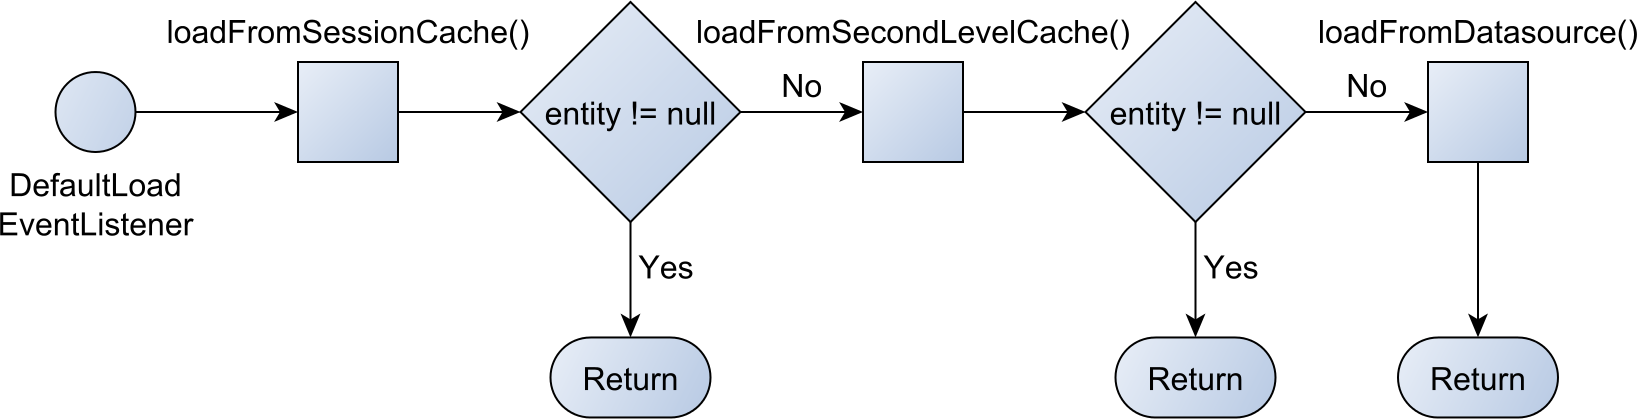 loadFromSessionCache()
loadFromSecondLevelCache()
loadFromDatasource()
DefaultLoad
EventListener
entity != null
No
entity != null
No
Yes
Yes
Return
Return
Return